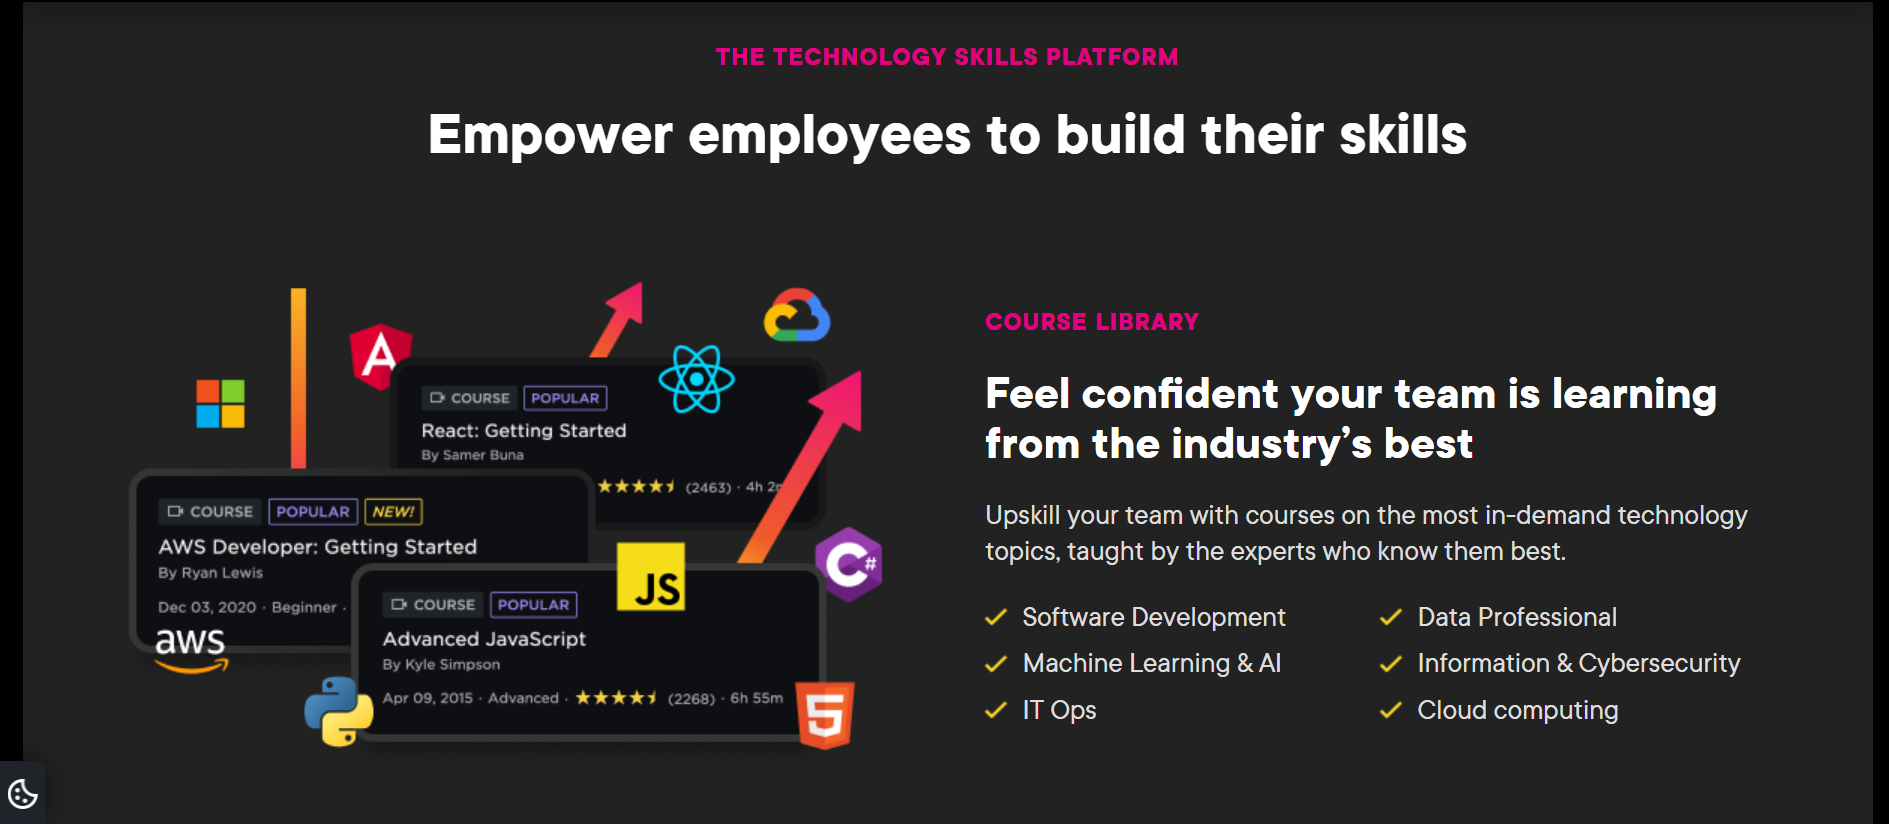 THE TECHNOLOGY SKILLS PLATFORM
Empower employees to build their skills
COURSE POPULAR
React: Getting Started
By Samer Buna
(2463) · 4h
COURSE POPULAR NEW!
AWS Developer: Getting Started
By Ryan Lewis
Dec 03, 2020 · Beginner ·
aws
JS
C#
COURSE POPULAR
Advanced JavaScript
By Kyle Simpson
Apr 09, 2015 · Advanced · (2268) · 6h 55m
A
5
COURSE LIBRARY
Feel confident your team is learning
from the industry’s best
Upskill your team with courses on the most in-demand technology
topics, taught by the experts who know them best.
Software Development
Machine Learning & AI
IT Ops
Data Professional
Information & Cybersecurity
Cloud computing